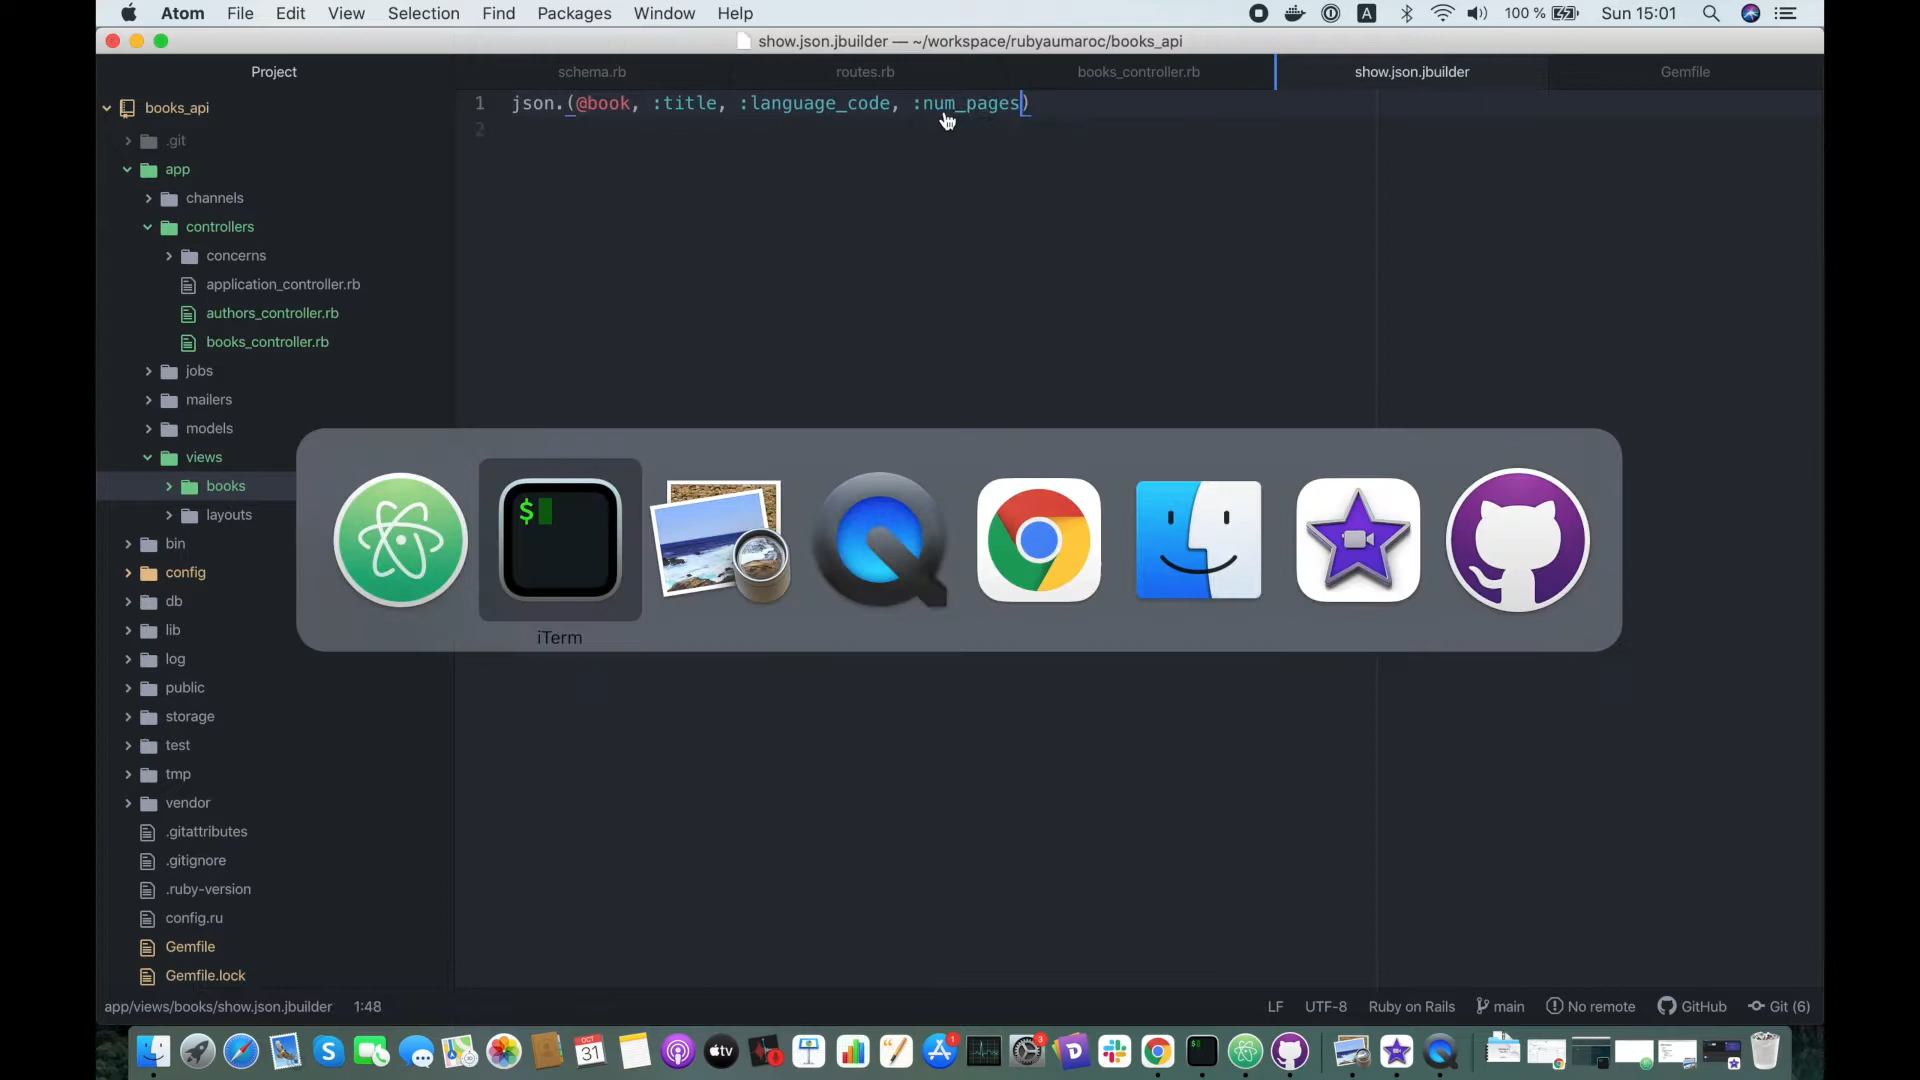 Atom File Edit View Selection Find Packages Window Help
A 100 % Sun 15:01
show.json.jbuilder — ~/workspace/rubyaumaroc/books_api
Project
schema.rb routes.rb books_controller.rb show.json.jbuilder Gemfile
1 json.(@book, :title, :language_code, :num_pages)
2
books_api
.git
app
channels
controllers
concerns
application_controller.rb
authors_controller.rb
books_controller.rb
jobs
mailers
models
views
books
layouts
bin
config
db
lib
log
public
storage
test
tmp
vendor
.gitattributes
.gitignore
.ruby-version
config.ru
Gemfile
Gemfile.lock
$
iTerm
app/views/books/show.json.jbuilder 1:48
LF UTF-8 Ruby on Rails main No remote GitHub Git (6)
OCT
31
tv
1
3